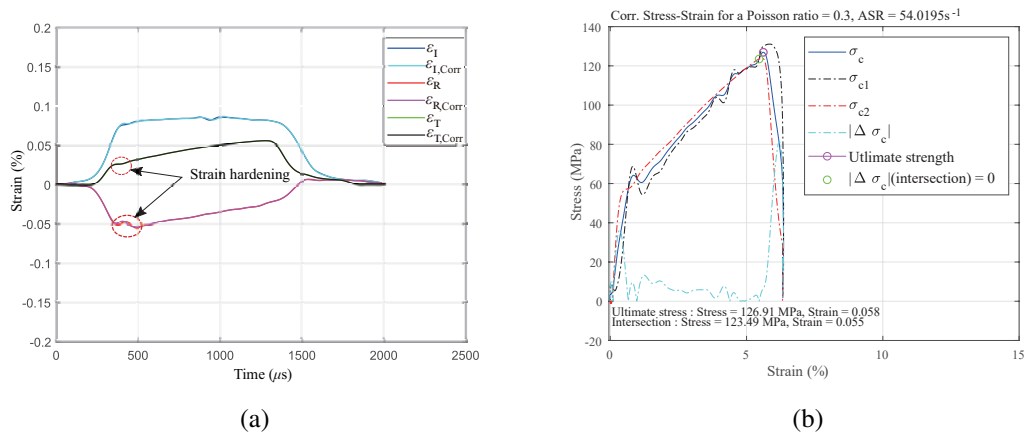 0.2
0.15
0.1
0.05
0
-0.05
-0.1
-0.15
-0.2
Strain (%)
0
500
1000
1500
2000
2500
Time (μs)
ε_I
ε_I,Corr
ε_R
ε_R,Corr
ε_T
ε_T,Corr
Strain hardening
(a)
Corr. Stress-Strain for a Poisson ratio = 0.3, ASR = 54.0195s⁻¹
140
120
100
80
60
40
20
0
-20
Stress (MPa)
σ_c
σ_c1
σ_c2
|Δ σ_c|
Utlimate strength
|Δ σ_c|(intersection) = 0
Ultimate stress : Stress = 126.91 MPa, Strain = 0.058
Intersection : Stress = 123.49 MPa, Strain = 0.055
0
5
10
15
Strain (%)
(b)